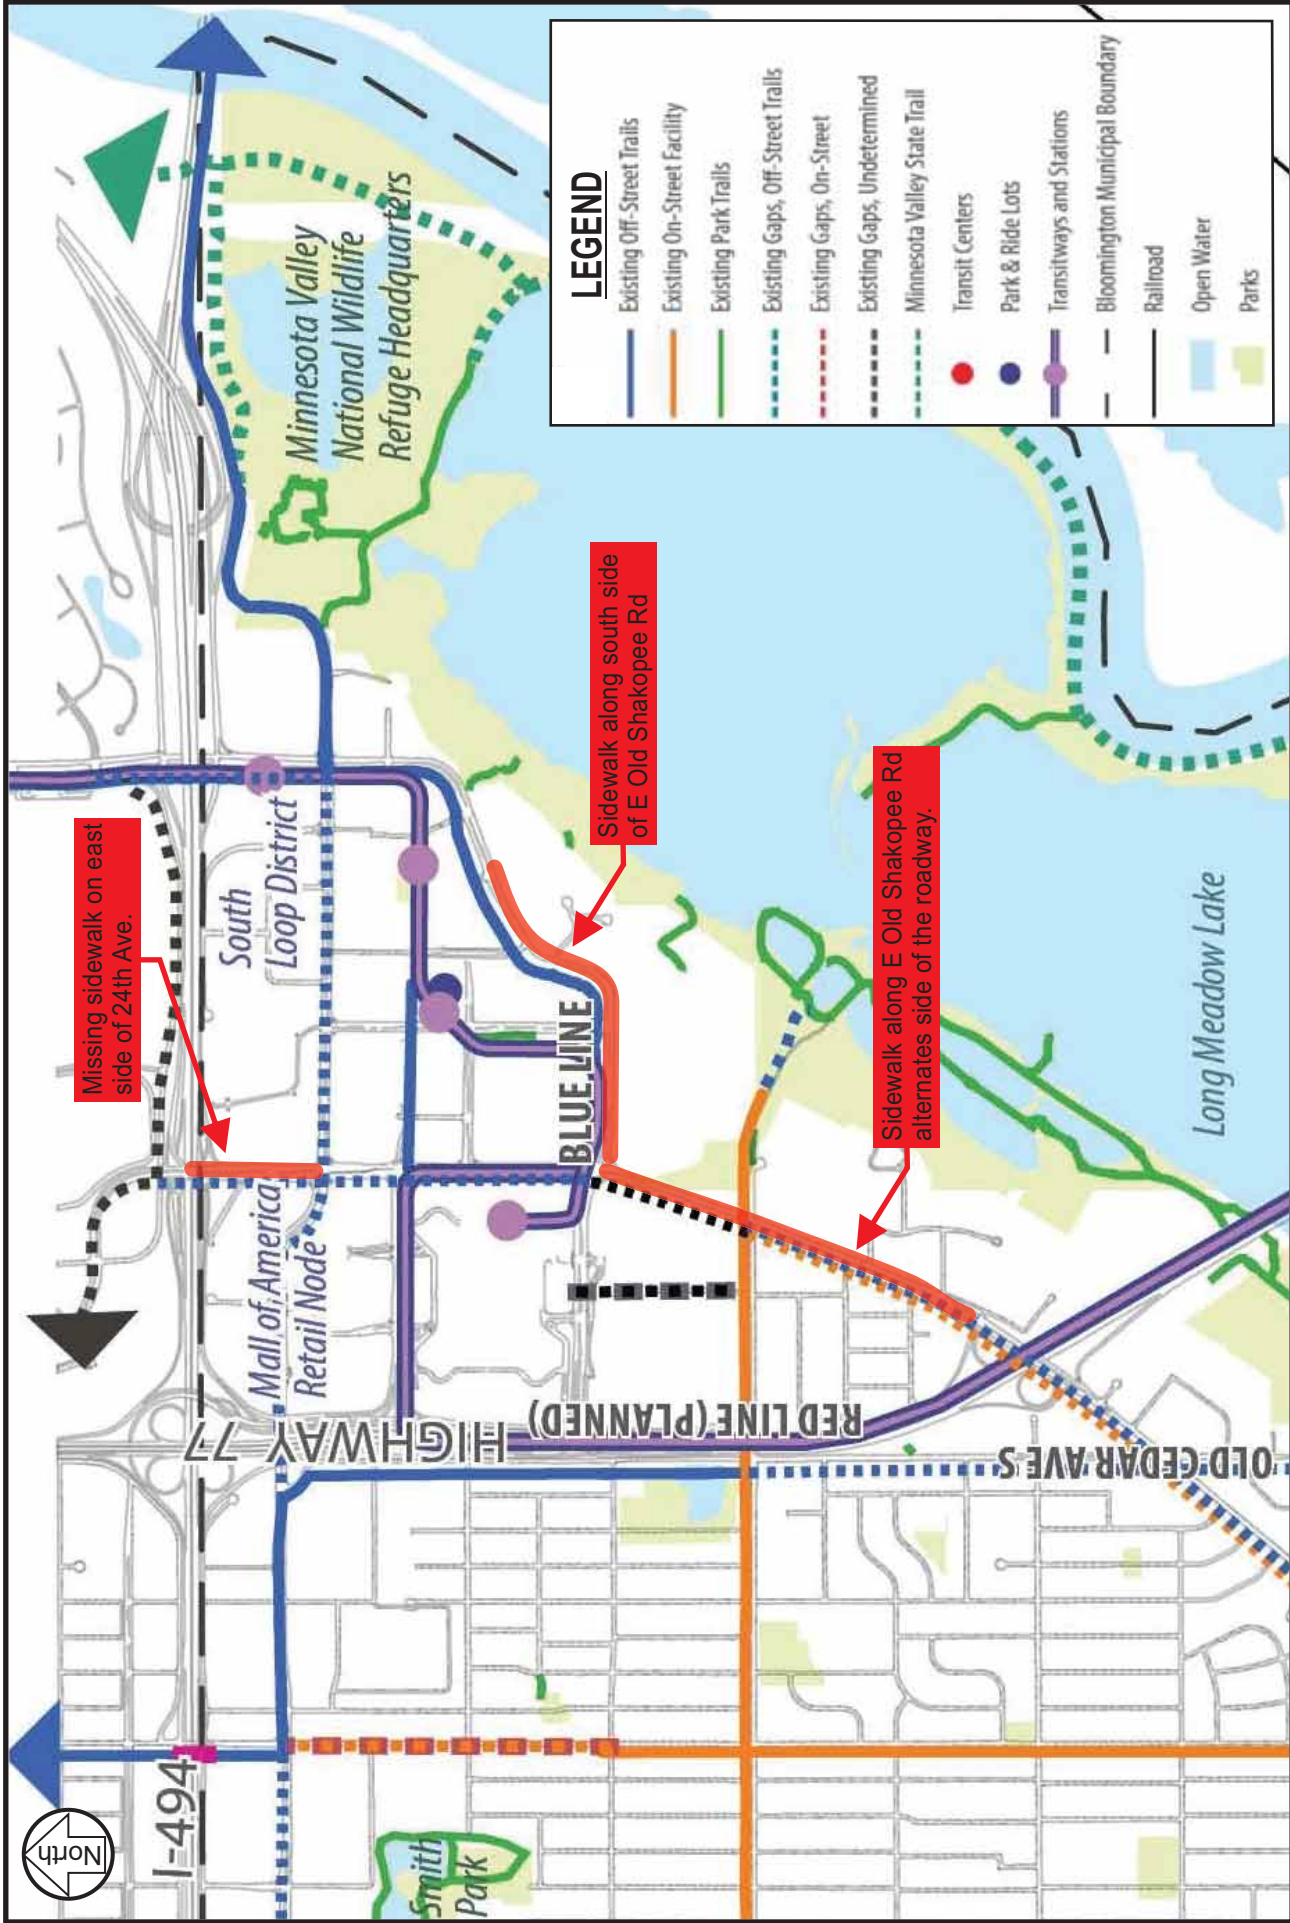 North
I-494
Smith
Park
HIGHWAY 77
Mall of America
Retail Node
RED LINE (PLANNED)
OLD CEDAR AVE S
Missing sidewalk on east
side of 24th Ave.
South
Loop District
BLUE LINE
Sidewalk along south side
of E Old Shakopee Rd
Sidewalk along E Old Shakopee Rd
alternates side of the roadway.
Long Meadow Lake
Minnesota Valley
National Wildlife
Refuge Headquarters
LEGEND
Existing Off-Street Trails
Existing On-Street Facility
Existing Park Trails
Existing Gaps, Off-Street Trails
Existing Gaps, On-Street
Existing Gaps, Undetermined
Minnesota Valley State Trail
Transit Centers
Park & Ride Lots
Transitways and Stations
Bloomington Municipal Boundary
Railroad
Open Water
Parks